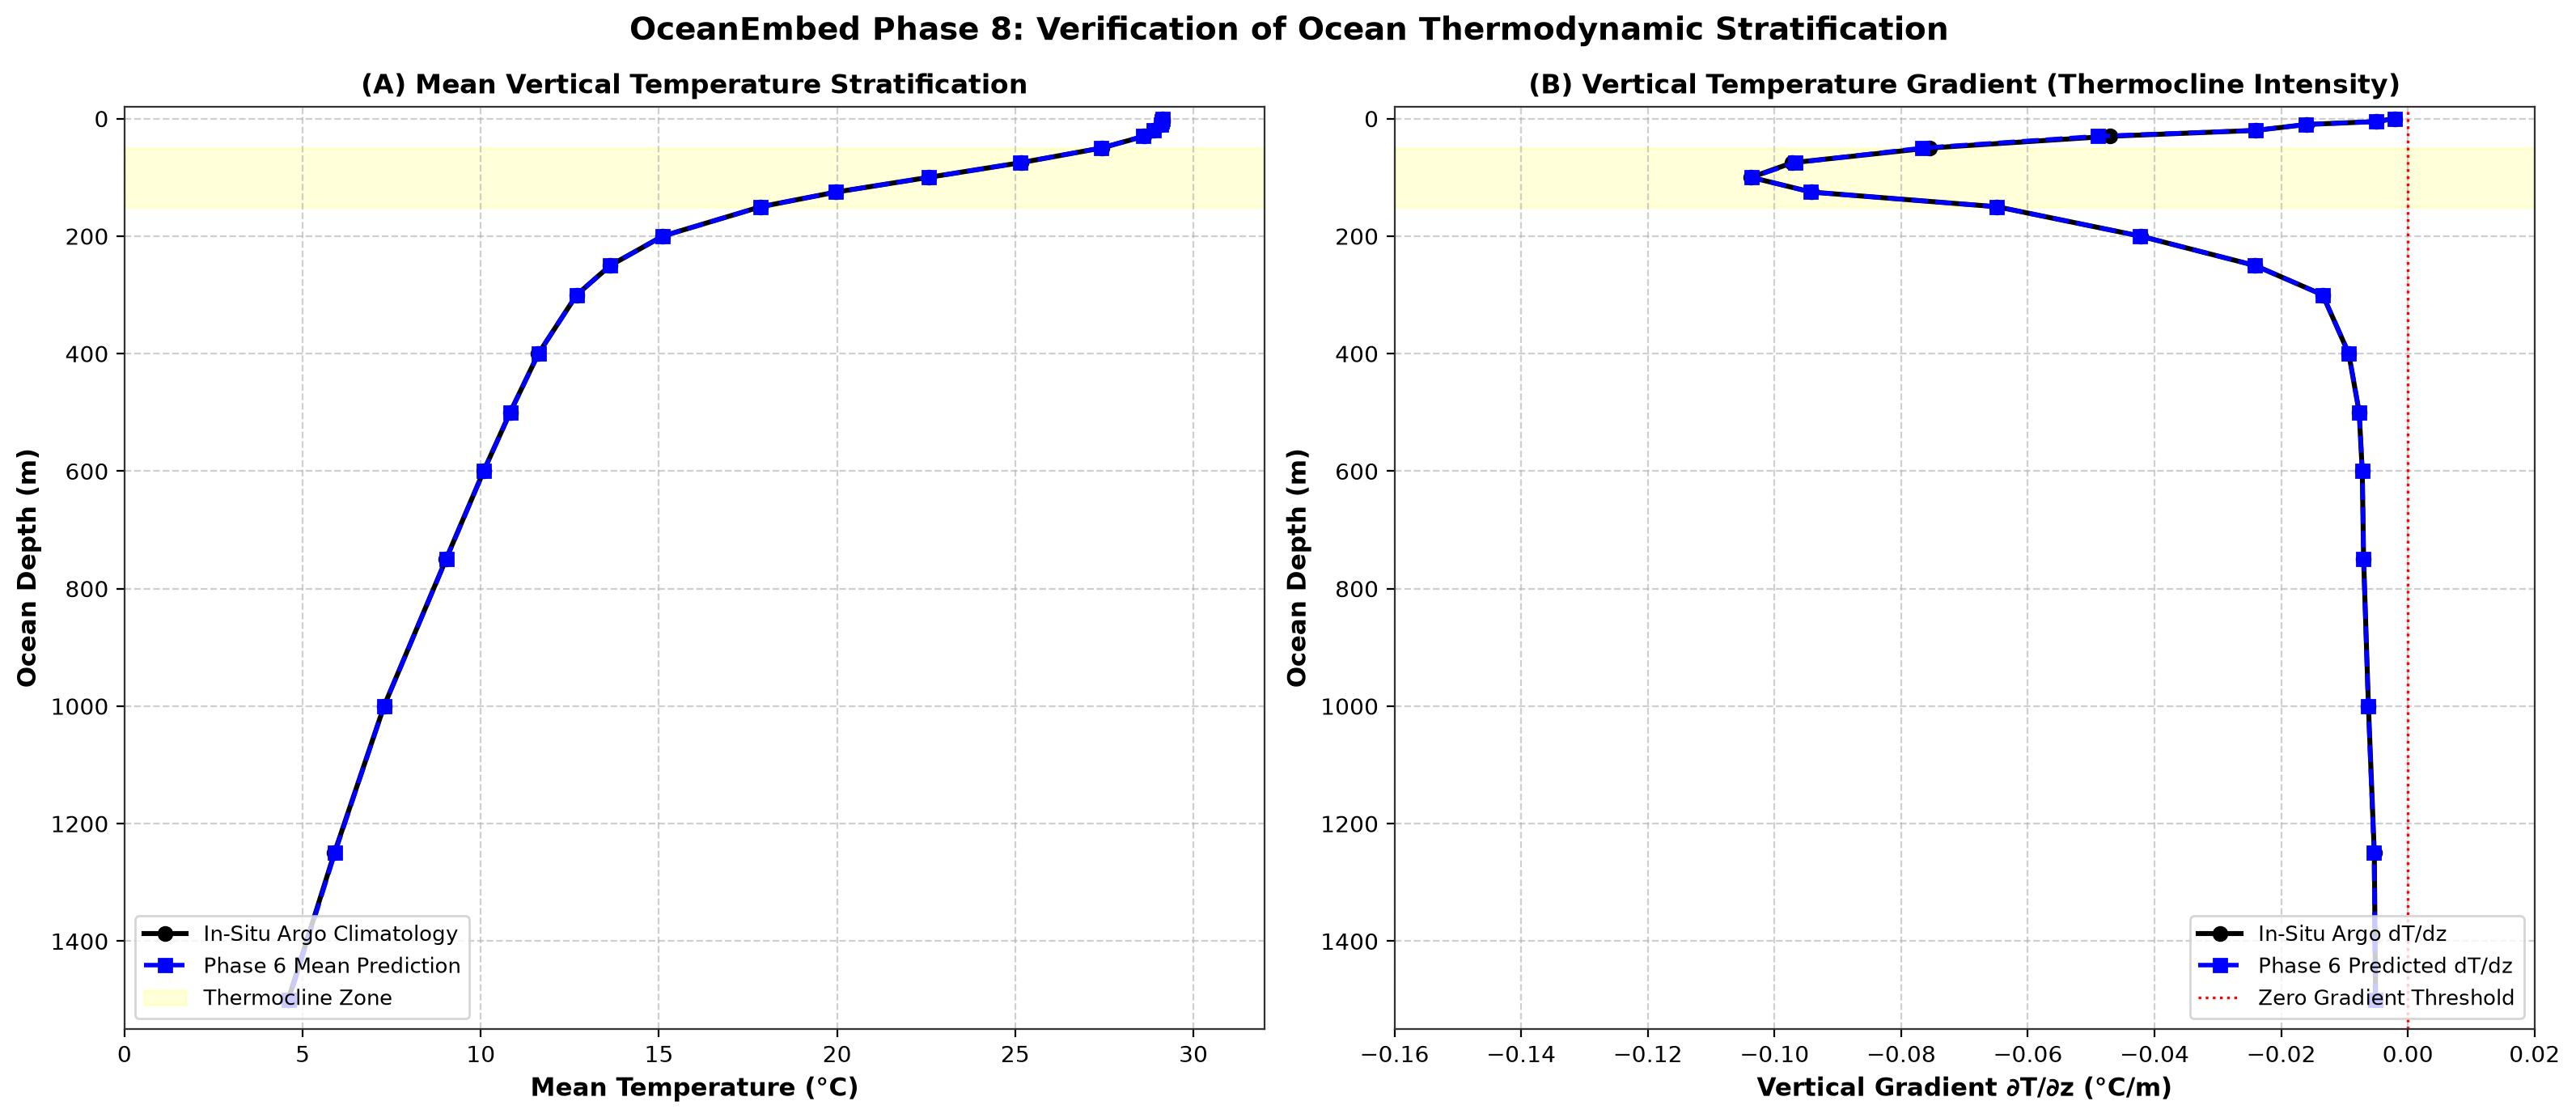 OceanEmbed Phase 8: Verification of Ocean Thermodynamic Stratification
(A) Mean Vertical Temperature Stratification
0
200
400
600
800
1000
1200
1400
Ocean Depth (m)
In-Situ Argo Climatology
Phase 6 Mean Prediction
Thermocline Zone
0 5 10 15 20 25 30
Mean Temperature (°C)
(B) Vertical Temperature Gradient (Thermocline Intensity)
0
200
400
600
800
1000
1200
1400
Ocean Depth (m)
In-Situ Argo dT/dz
Phase 6 Predicted dT/dz
Zero Gradient Threshold
−0.16 −0.14 −0.12 −0.10 −0.08 −0.06 −0.04 −0.02 0.00 0.02
Vertical Gradient ∂T/∂z (°C/m)